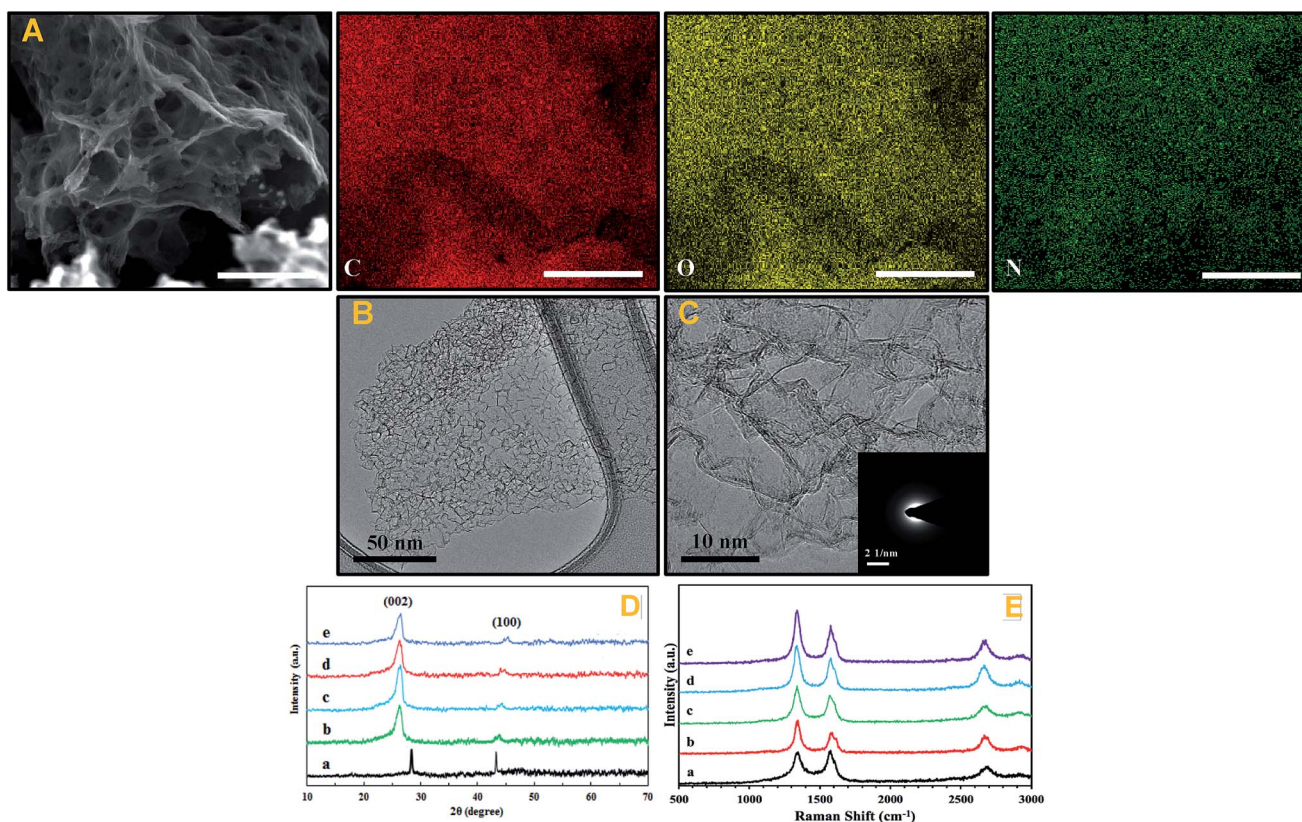 A
C
O
N
B
50 nm
C
10 nm
2 1/nm
D
(002)
(100)
e
d
c
b
a
Intensity (a.u.)
10 20 30 40 50 60 70
2θ (degree)
E
e
d
c
b
a
Intensity (a.u.)
500 1000 1500 2000 2500 3000
Raman Shift (cm-1)